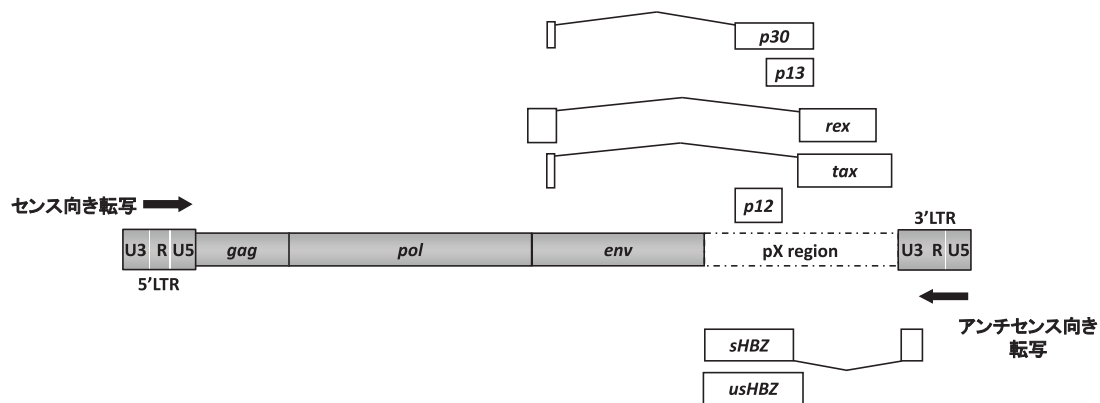 p30
p13
rex
tax
p12
センス向き転写
3'LTR
U3 R U5 gag pol env pX region U3 R U5
5'LTR
アンチセンス向き
転写
sHBZ
usHBZ